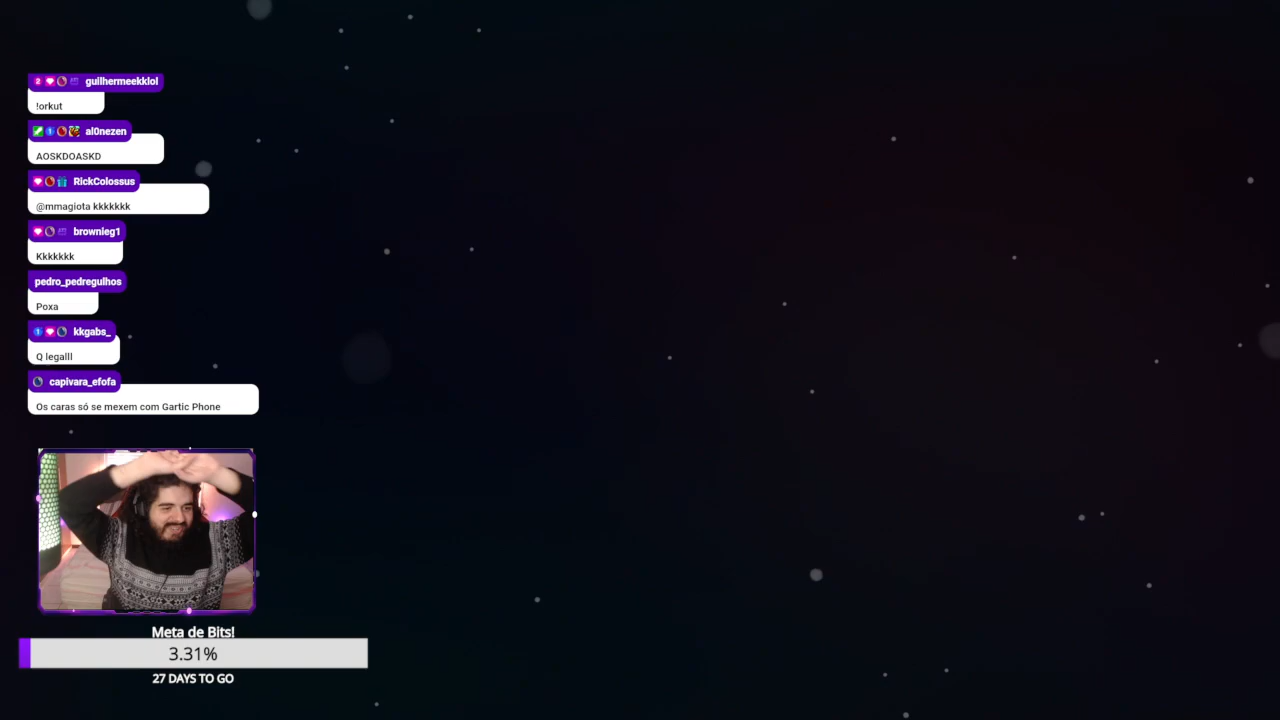 guilhermeekklol
!orkut
al0nezen
AOSKDOASKD
RickColossus
@mmagiota kkkkkkk
brownieg1
Kkkkkkk
pedro_pedregulhos
Poxa
kkgabs_
Q legalll
capivara_efofa
Os caras só se mexem com Gartic Phone
Meta de Bits!
3.31%
27 DAYS TO GO